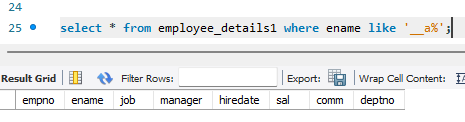 24
25 select * from employee_details1 where ename like '__a%';
Result Grid Filter Rows: Export: Wrap Cell Content:
empno ename job manager hiredate sal comm deptno